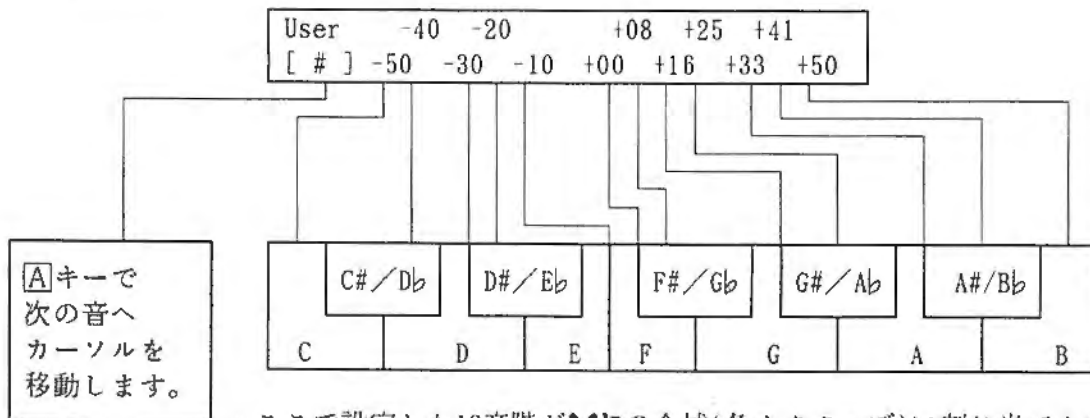 User -40 -20 +08 +25 +41
[ # ] -50 -30 -10 +00 +16 +33 +50
Aキーで
次の音へ
カーソルを
移動します。
C#/D♭ D#/E♭ F#/G♭ G#/A♭ A#/B♭
C D E F G A B